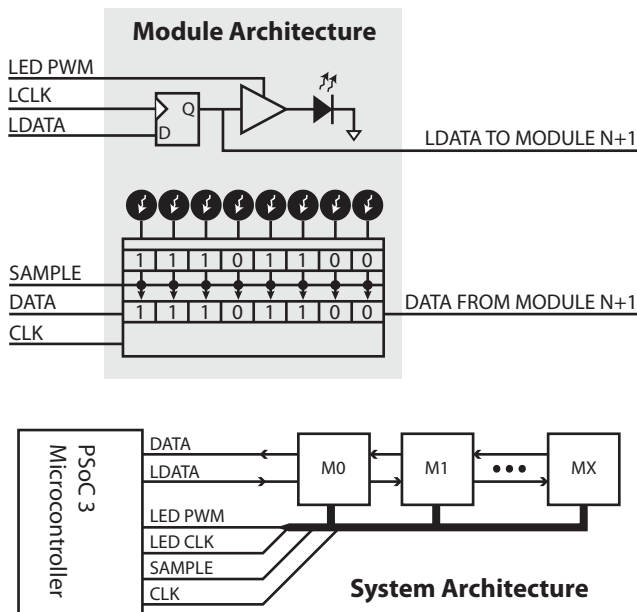 Module Architecture
LED PWM
LCLK
LDATA
Q
D
LDATA TO MODULE N+1
1 1 1 0 1 1 0 0
SAMPLE
DATA
1 1 1 0 1 1 0 0
DATA FROM MODULE N+1
CLK
PSoC 3
Microcontroller
DATA
LDATA
LED PWM
LED CLK
SAMPLE
CLK
M0
M1
MX
System Architecture